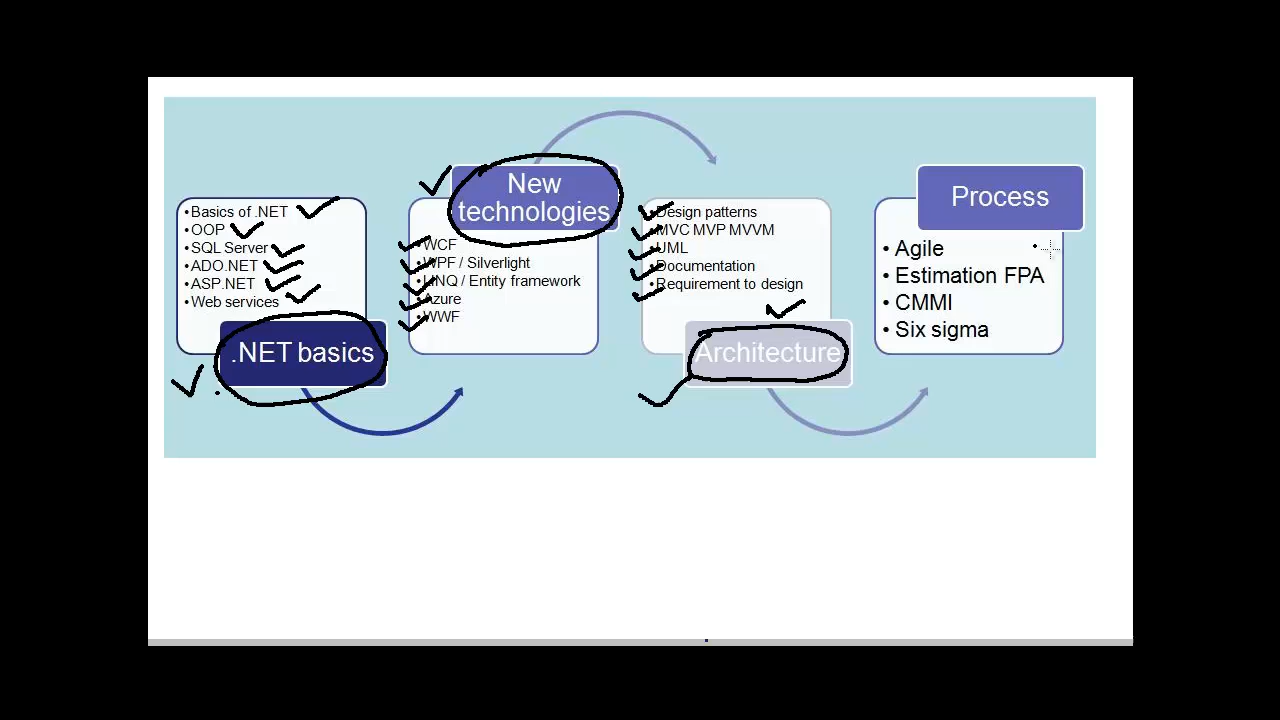 Basics of .NET
OOP
SQL Server
ADO.NET
ASP.NET
Web services
.NET basics
New
technologies
WCF
WPF / Silverlight
LINQ / Entity framework
Azure
WWF
Design patterns
MVC MVP MVVM
UML
Documentation
Requirement to design
Architecture
Process
Agile
Estimation FPA
CMMI
Six sigma